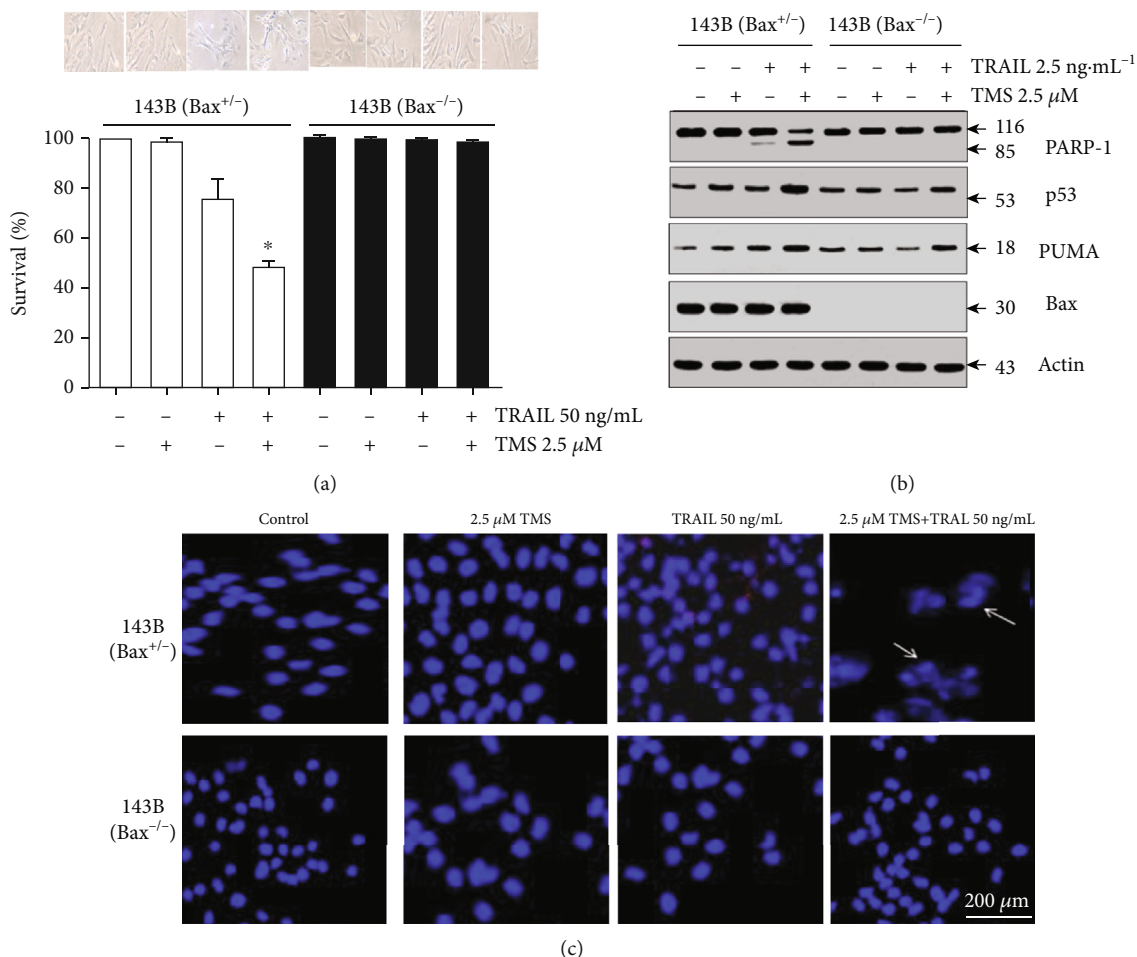 143B (Bax+/–) 143B (Bax–/–)
100
80
60
40
20
0
Survival (%)
*
– – + + – – + + TRAIL 50 ng/mL
– + – + – + – + TMS 2.5 μM
(a)
143B (Bax+/–) 143B (Bax–/–)
– – + + – – + + TRAIL 2.5 ng·mL–1
– + – + – + – + TMS 2.5 μM
116
85 PARP-1
53 p53
18 PUMA
30 Bax
43 Actin
(b)
Control 2.5 μM TMS TRAIL 50 ng/mL 2.5 μM TMS+TRAL 50 ng/mL
143B
(Bax+/–)
143B
(Bax–/–)
200 μm
(c)